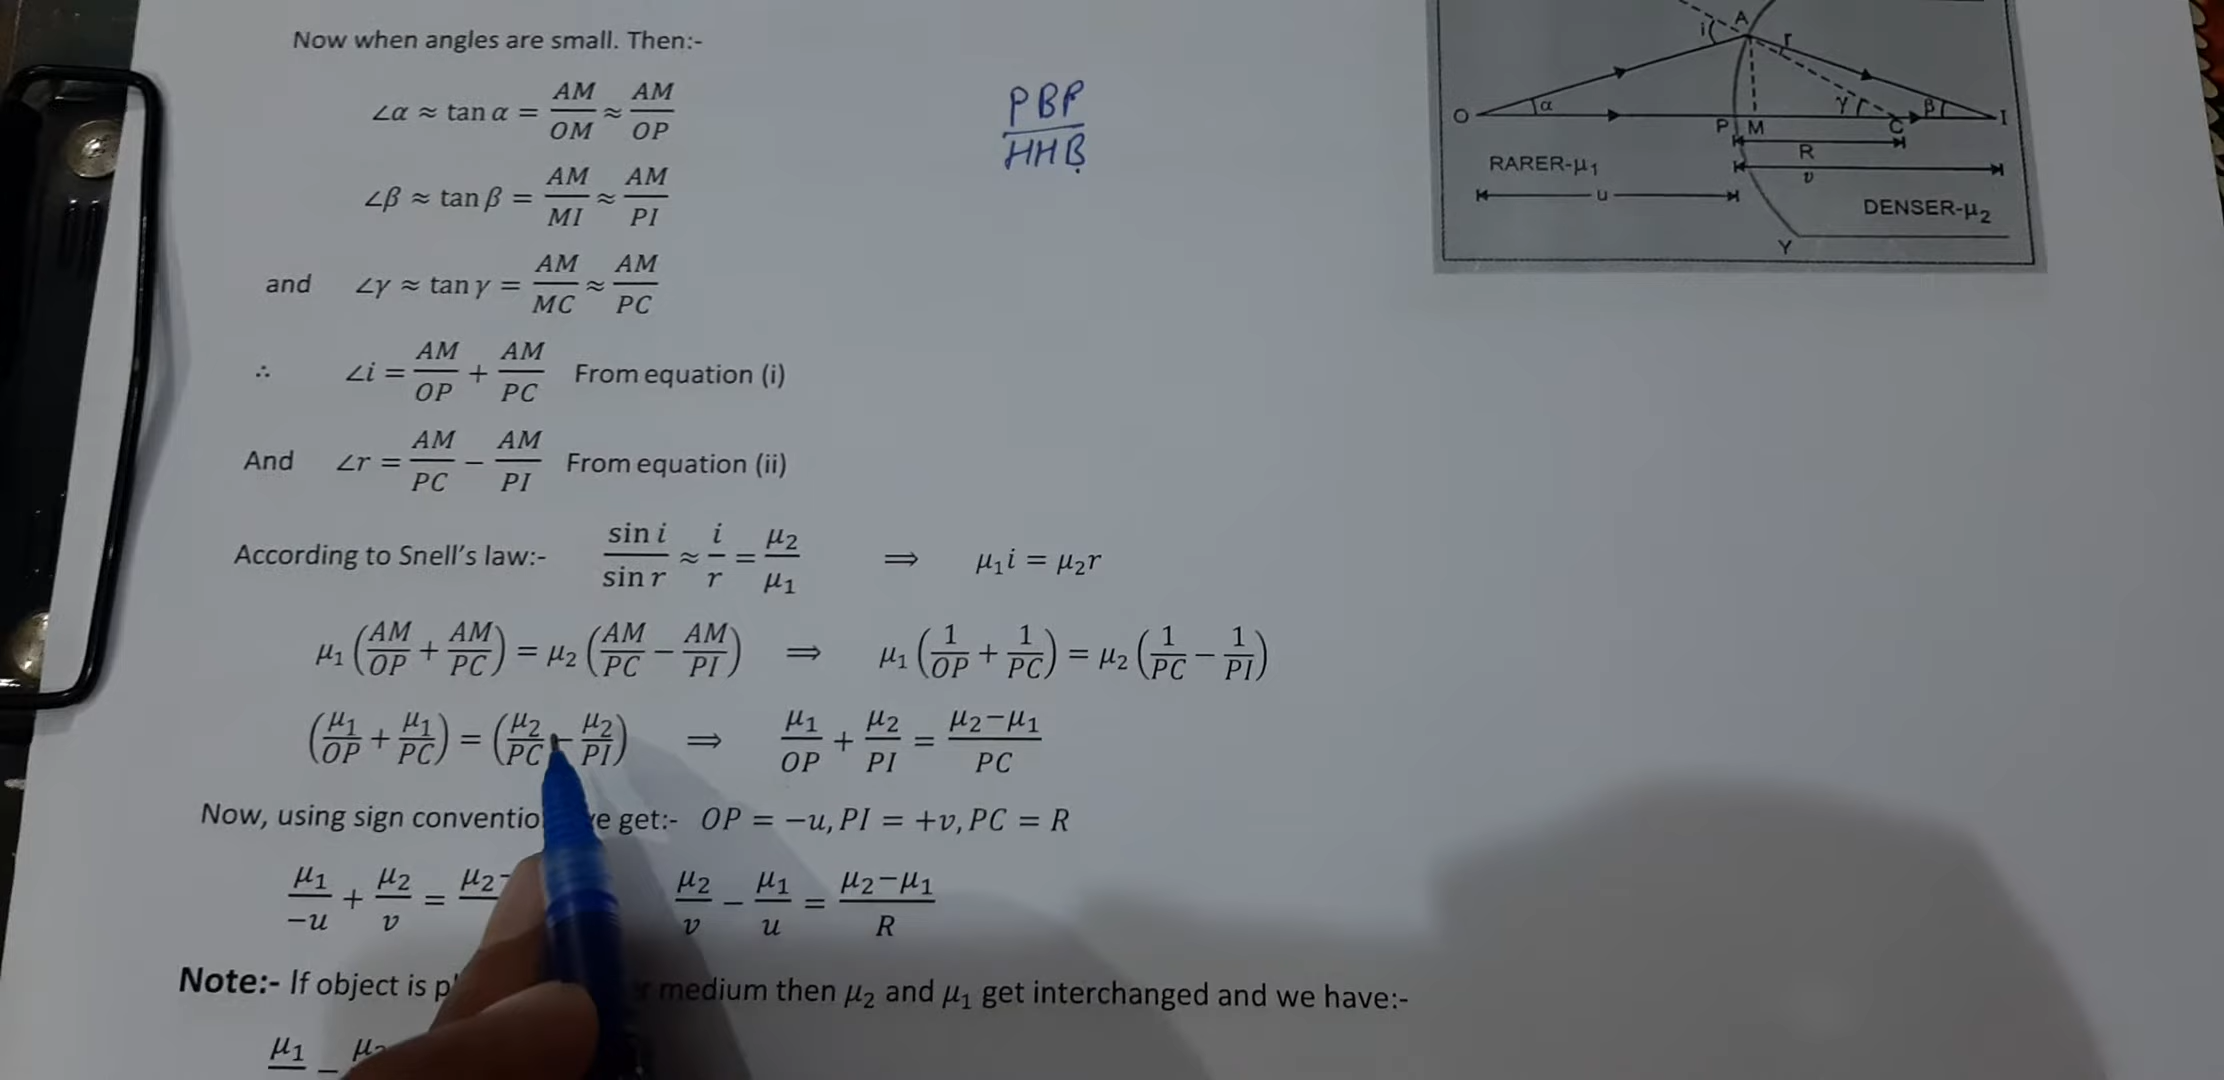 Now when angles are small. Then:-
∠α ≈ tan α = AM/OM ≈ AM/OP
∠β ≈ tan β = AM/MI ≈ AM/PI
and ∠γ ≈ tan γ = AM/MC ≈ AM/PC
∴ ∠i = AM/OP + AM/PC From equation (i)
And ∠r = AM/PC − AM/PI From equation (ii)
According to Snell's law:- sin i/sin r ≈ i/r = μ₂/μ₁ ⟹ μ₁i = μ₂r
μ₁(AM/OP + AM/PC) = μ₂(AM/PC − AM/PI) ⟹ μ₁(1/OP + 1/PC) = μ₂(1/PC − 1/PI)
(μ₁/OP + μ₁/PC) = (μ₂/PC − μ₂/PI) ⟹ μ₁/OP + μ₂/PI = μ₂−μ₁/PC
Now, using sign we get:- OP = −u, PI = +v, PC = R
μ₁/−u + μ₂/v = μ₂- μ₂/v − μ₁/u = μ₂−μ₁/R
Note:- If object is medium then μ₂ and μ₁ get interchanged and we have:-
μ₁ −
PBP
HHB
A
i r
O α γ β I
P M C
R
RARER-μ₁
v
u
DENSER-μ₂
Y